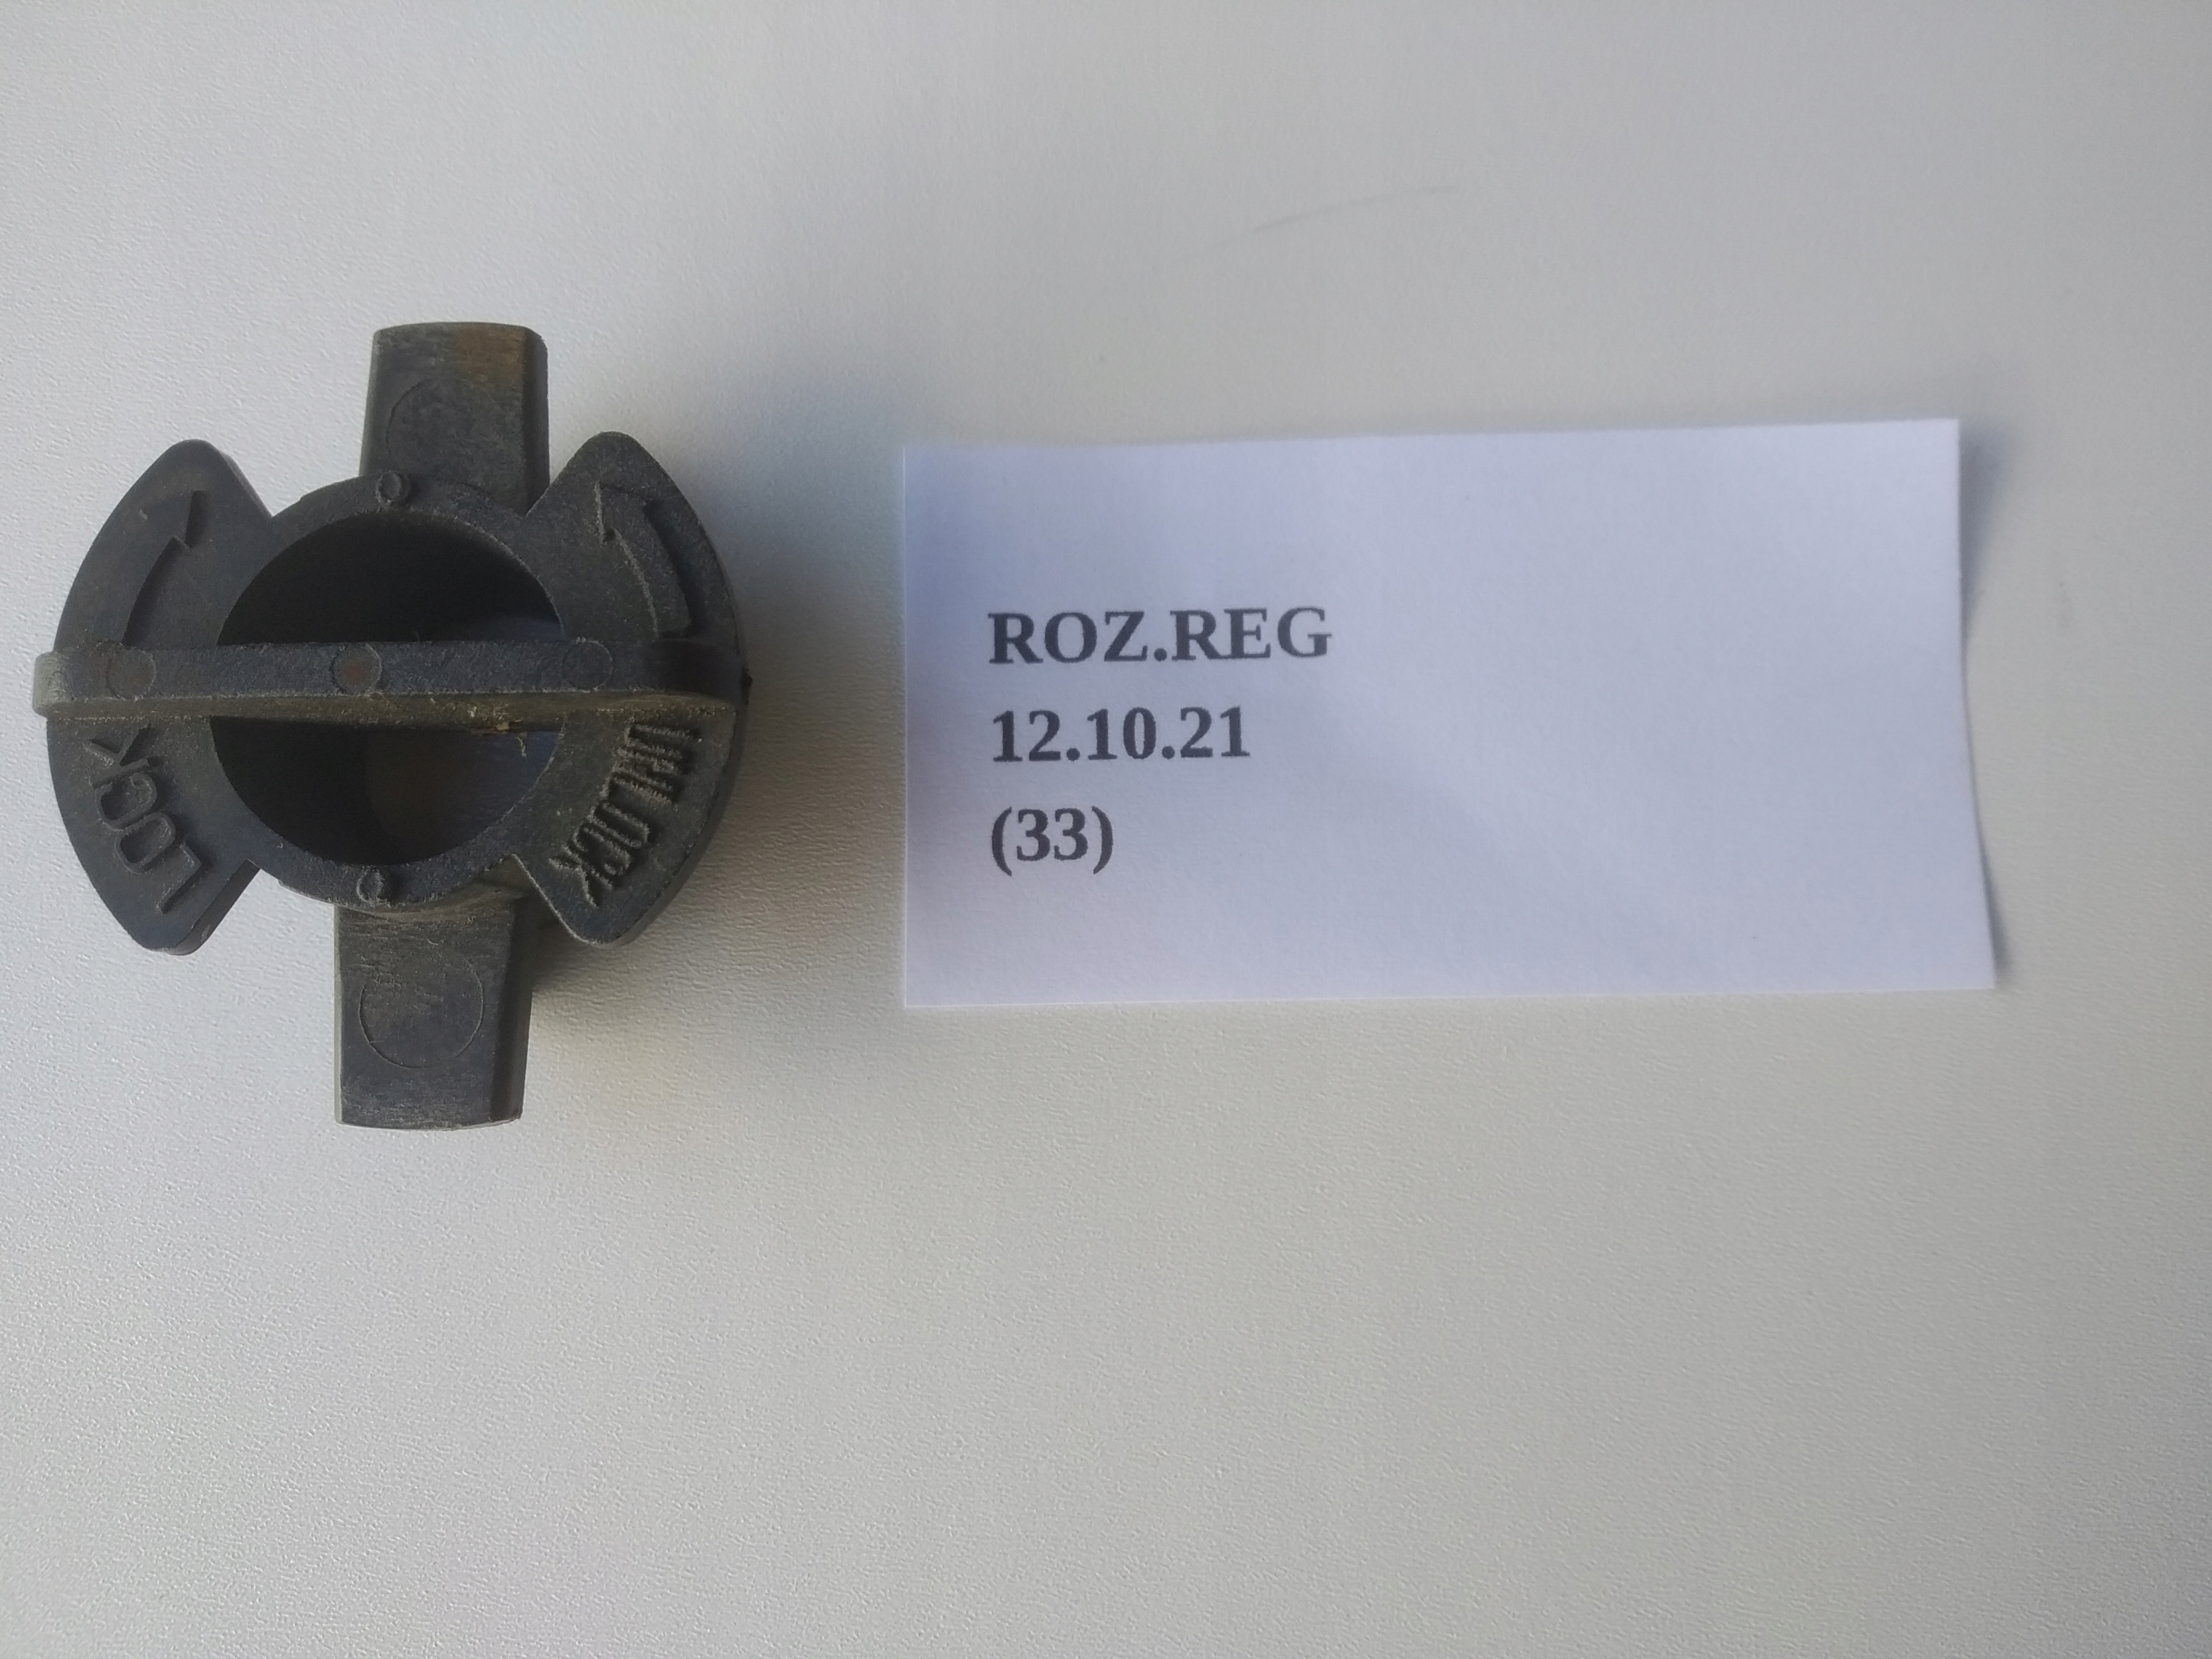 LOCK
UNLOCK
ROZ.REG
12.10.21
(33)